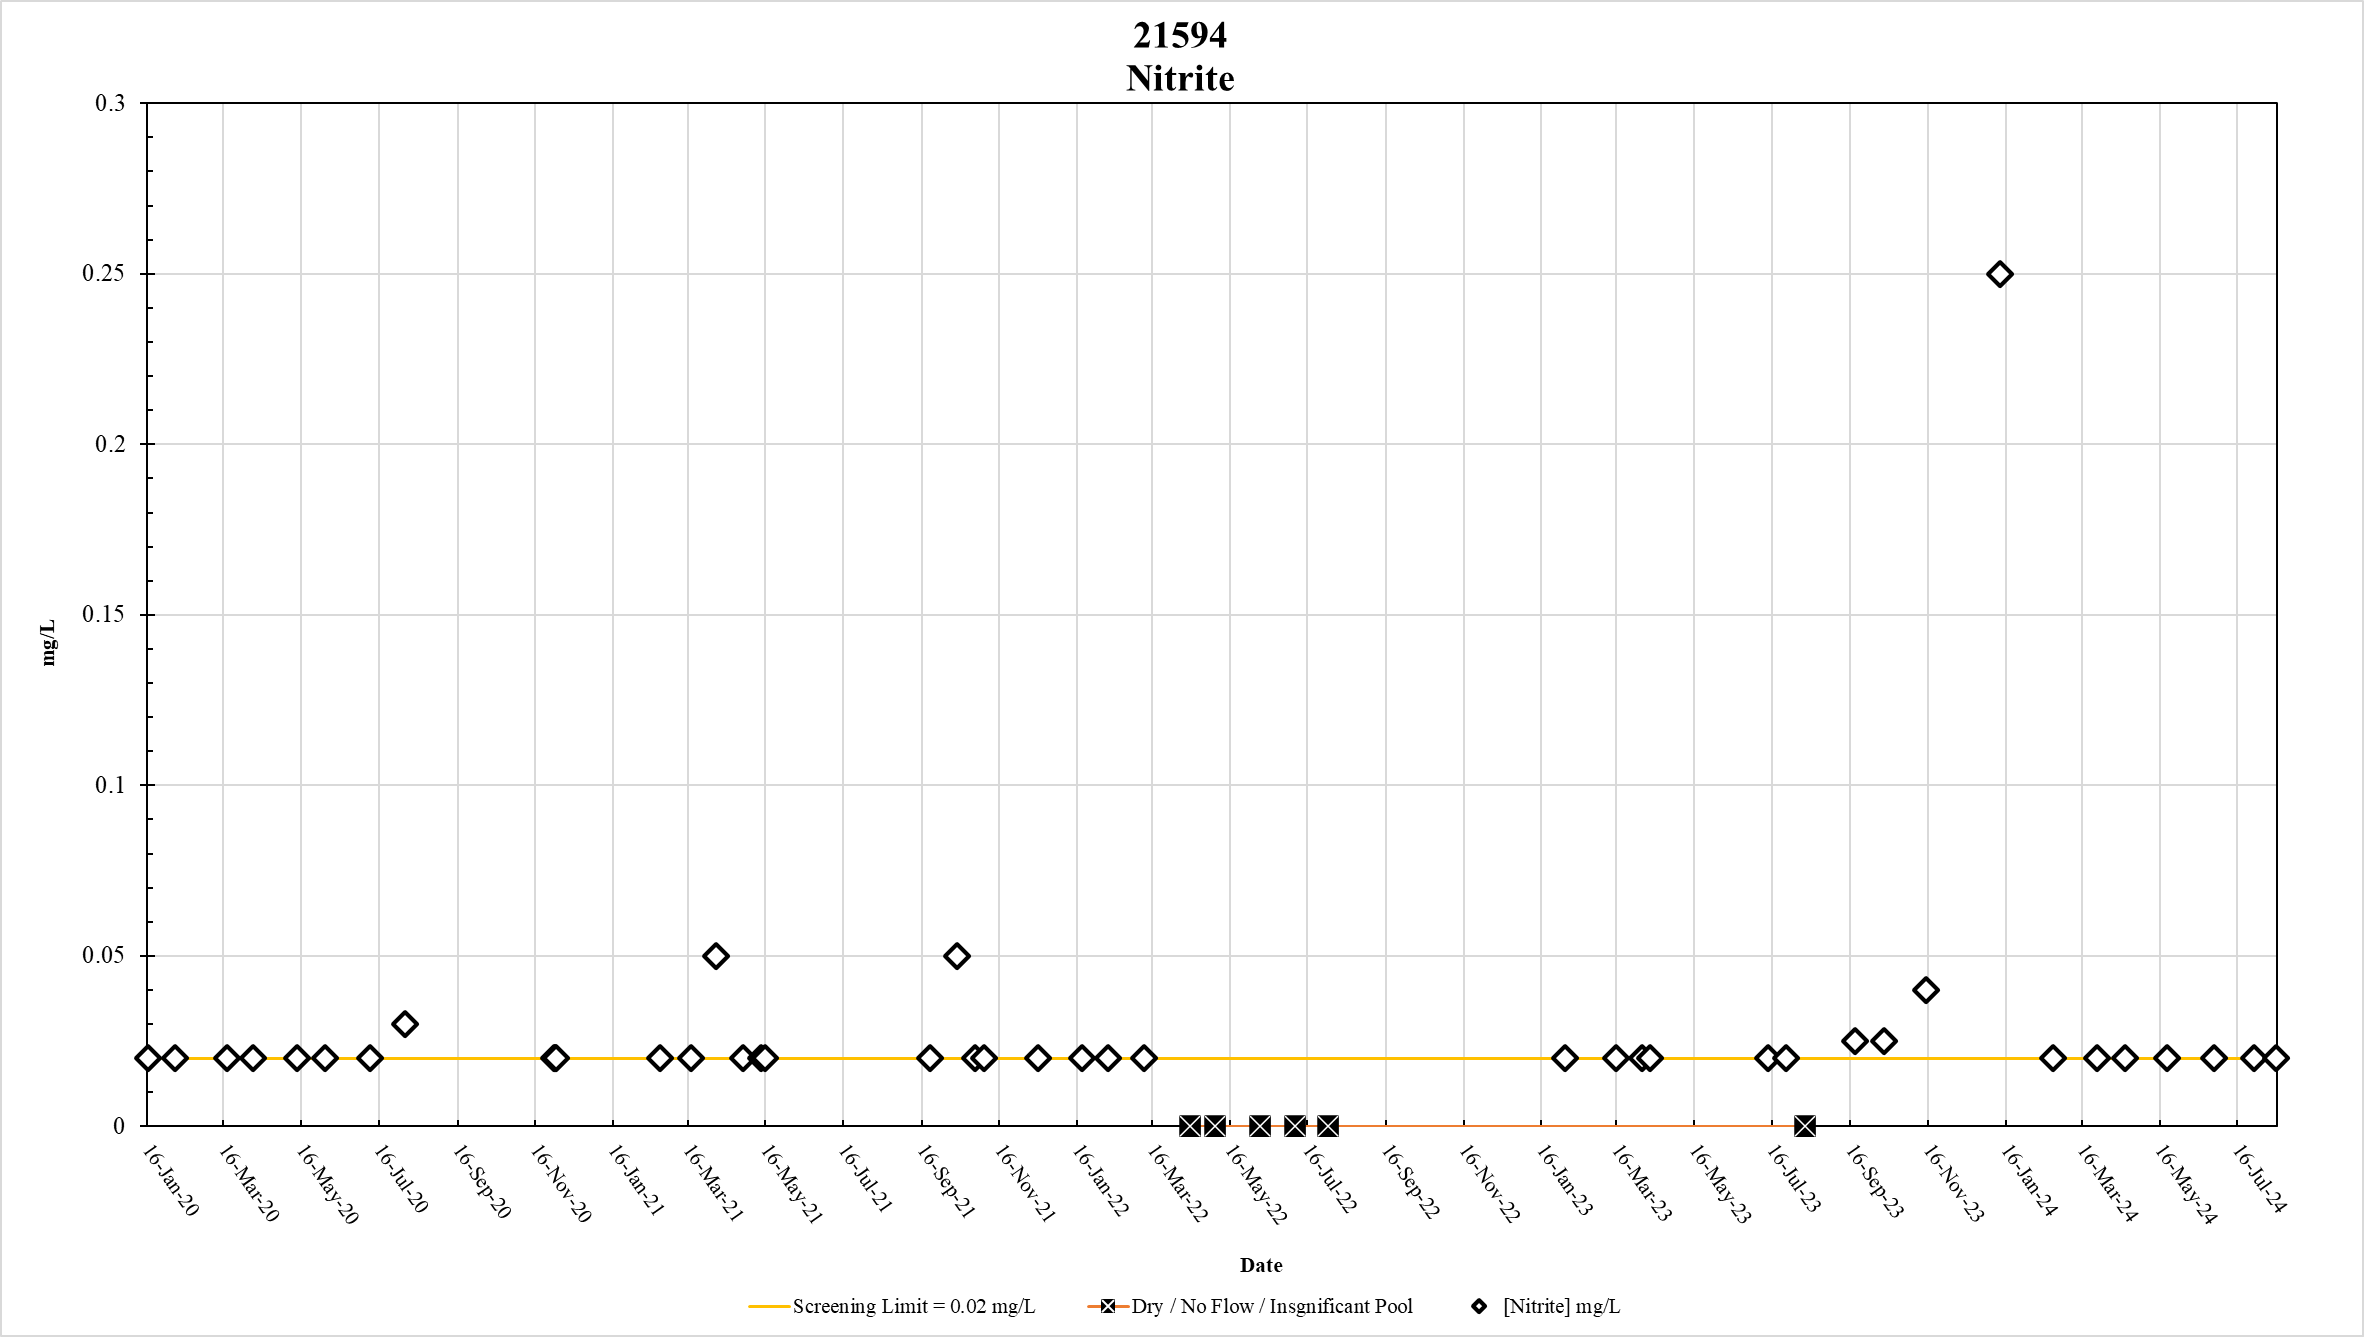 21594
Nitrite
0.3
0.25
0.2
0.15
0.1
0.05
0
mg/L
16-Jan-20
16-Mar-20
16-May-20
16-Jul-20
16-Sep-20
16-Nov-20
16-Jan-21
16-Mar-21
16-May-21
16-Jul-21
16-Sep-21
16-Nov-21
16-Jan-22
16-Mar-22
16-May-22
16-Jul-22
16-Sep-22
16-Nov-22
16-Jan-23
16-Mar-23
16-May-23
16-Jul-23
16-Sep-23
16-Nov-23
16-Jan-24
16-Mar-24
16-May-24
16-Jul-24
Date
Screening Limit = 0.02 mg/L
Dry / No Flow / Insgnificant Pool
[Nitrite] mg/L